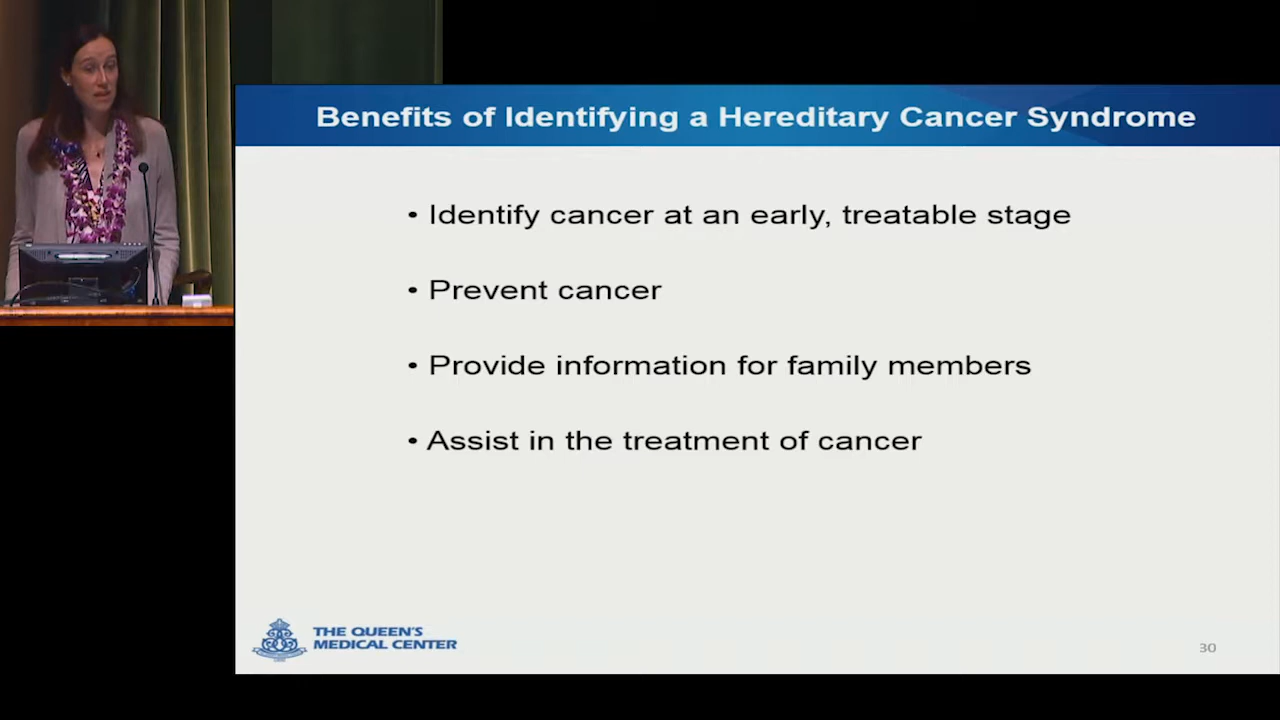 Benefits of Identifying a Hereditary Cancer Syndrome
• Identify cancer at an early, treatable stage
• Prevent cancer
• Provide information for family members
• Assist in the treatment of cancer
THE QUEEN'S
MEDICAL CENTER
30